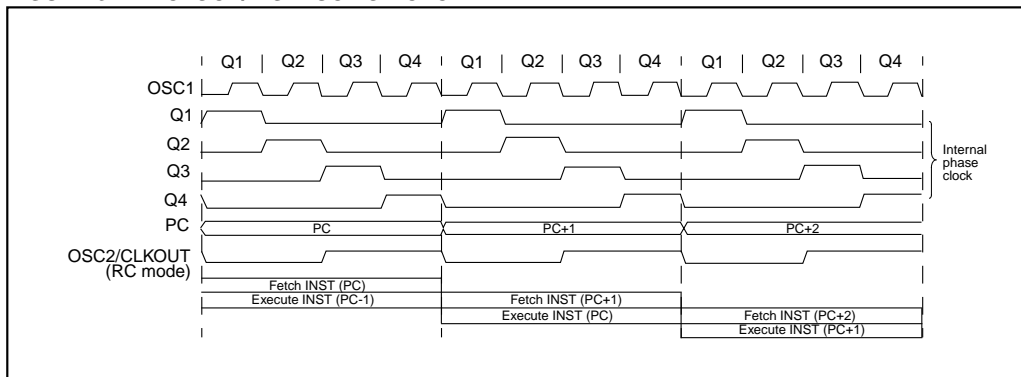 Q1 | Q2 | Q3 | Q4 | Q1 | Q2 | Q3 | Q4 | Q1 | Q2 | Q3 | Q4
OSC1
Q1
Q2
Q3
Q4
Internal
phase
clock
PC PC PC+1 PC+2
OSC2/CLKOUT
(RC mode)
Fetch INST (PC)
Execute INST (PC-1) Fetch INST (PC+1)
Execute INST (PC) Fetch INST (PC+2)
Execute INST (PC+1)